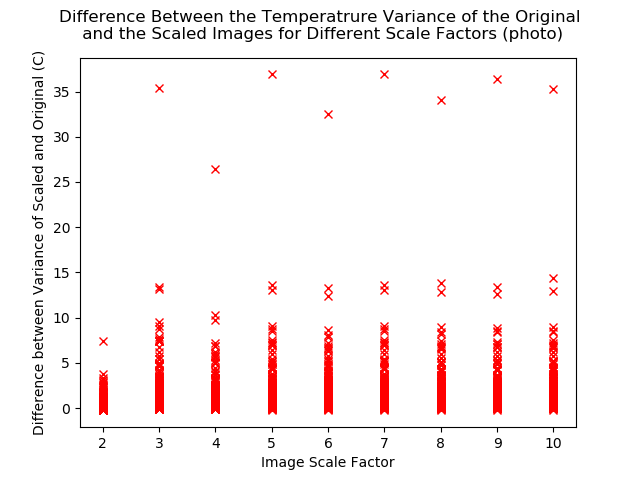 Difference Between the Temperatrure Variance of the Original
and the Scaled Images for Different Scale Factors (photo)
Difference between Variance of Scaled and Original (C)
35
30
25
20
15
10
5
0
2 3 4 5 6 7 8 9 10
Image Scale Factor